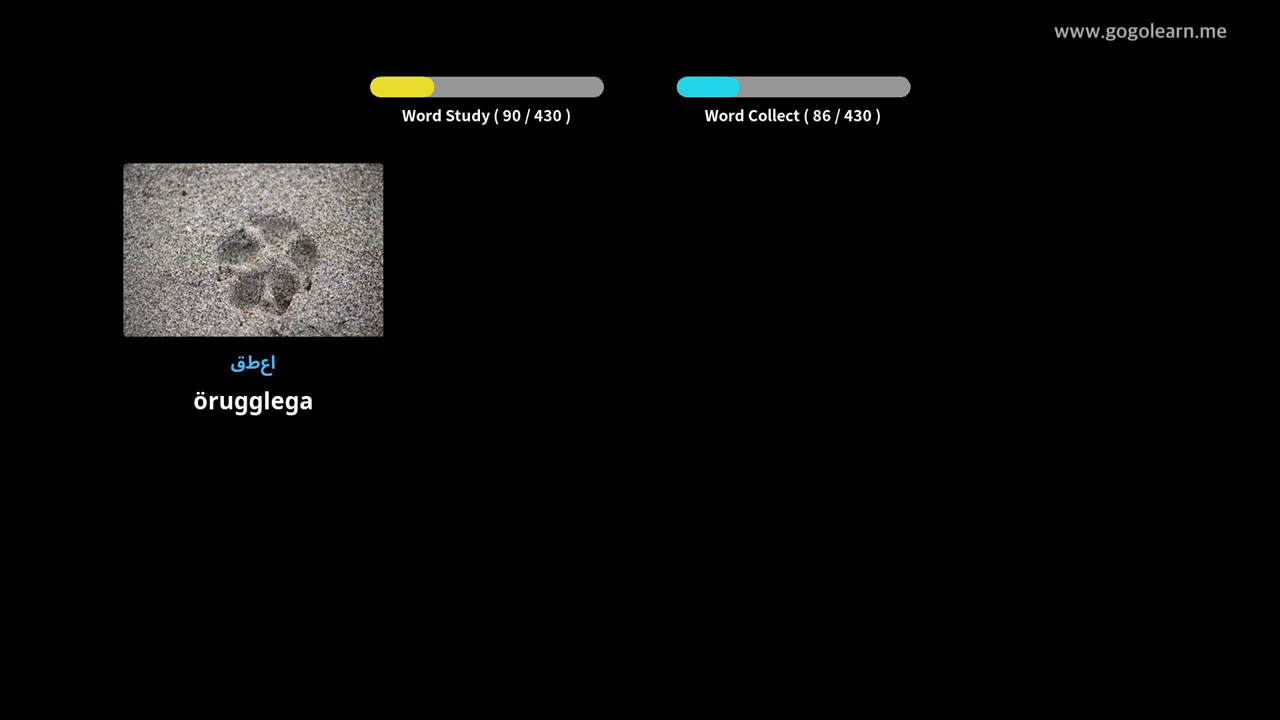 www.gogolearn.me
Word Study ( 90 / 430 )
Word Collect ( 86 / 430 )
اعطق
örugglega